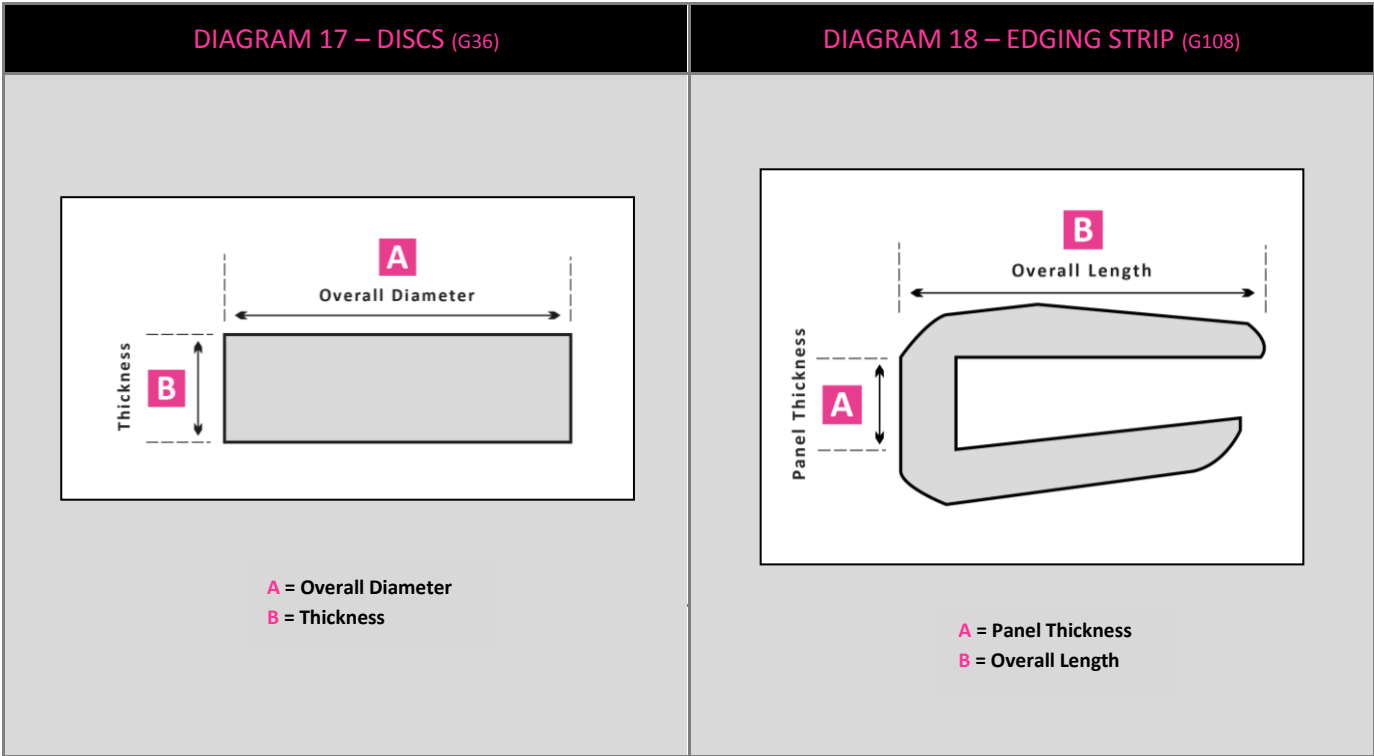 DIAGRAM 17 – DISCS (G36)
A
Overall Diameter
Thickness
B
A = Overall Diameter
B = Thickness
DIAGRAM 18 – EDGING STRIP (G108)
B
Overall Length
Panel Thickness
A
A = Panel Thickness
B = Overall Length